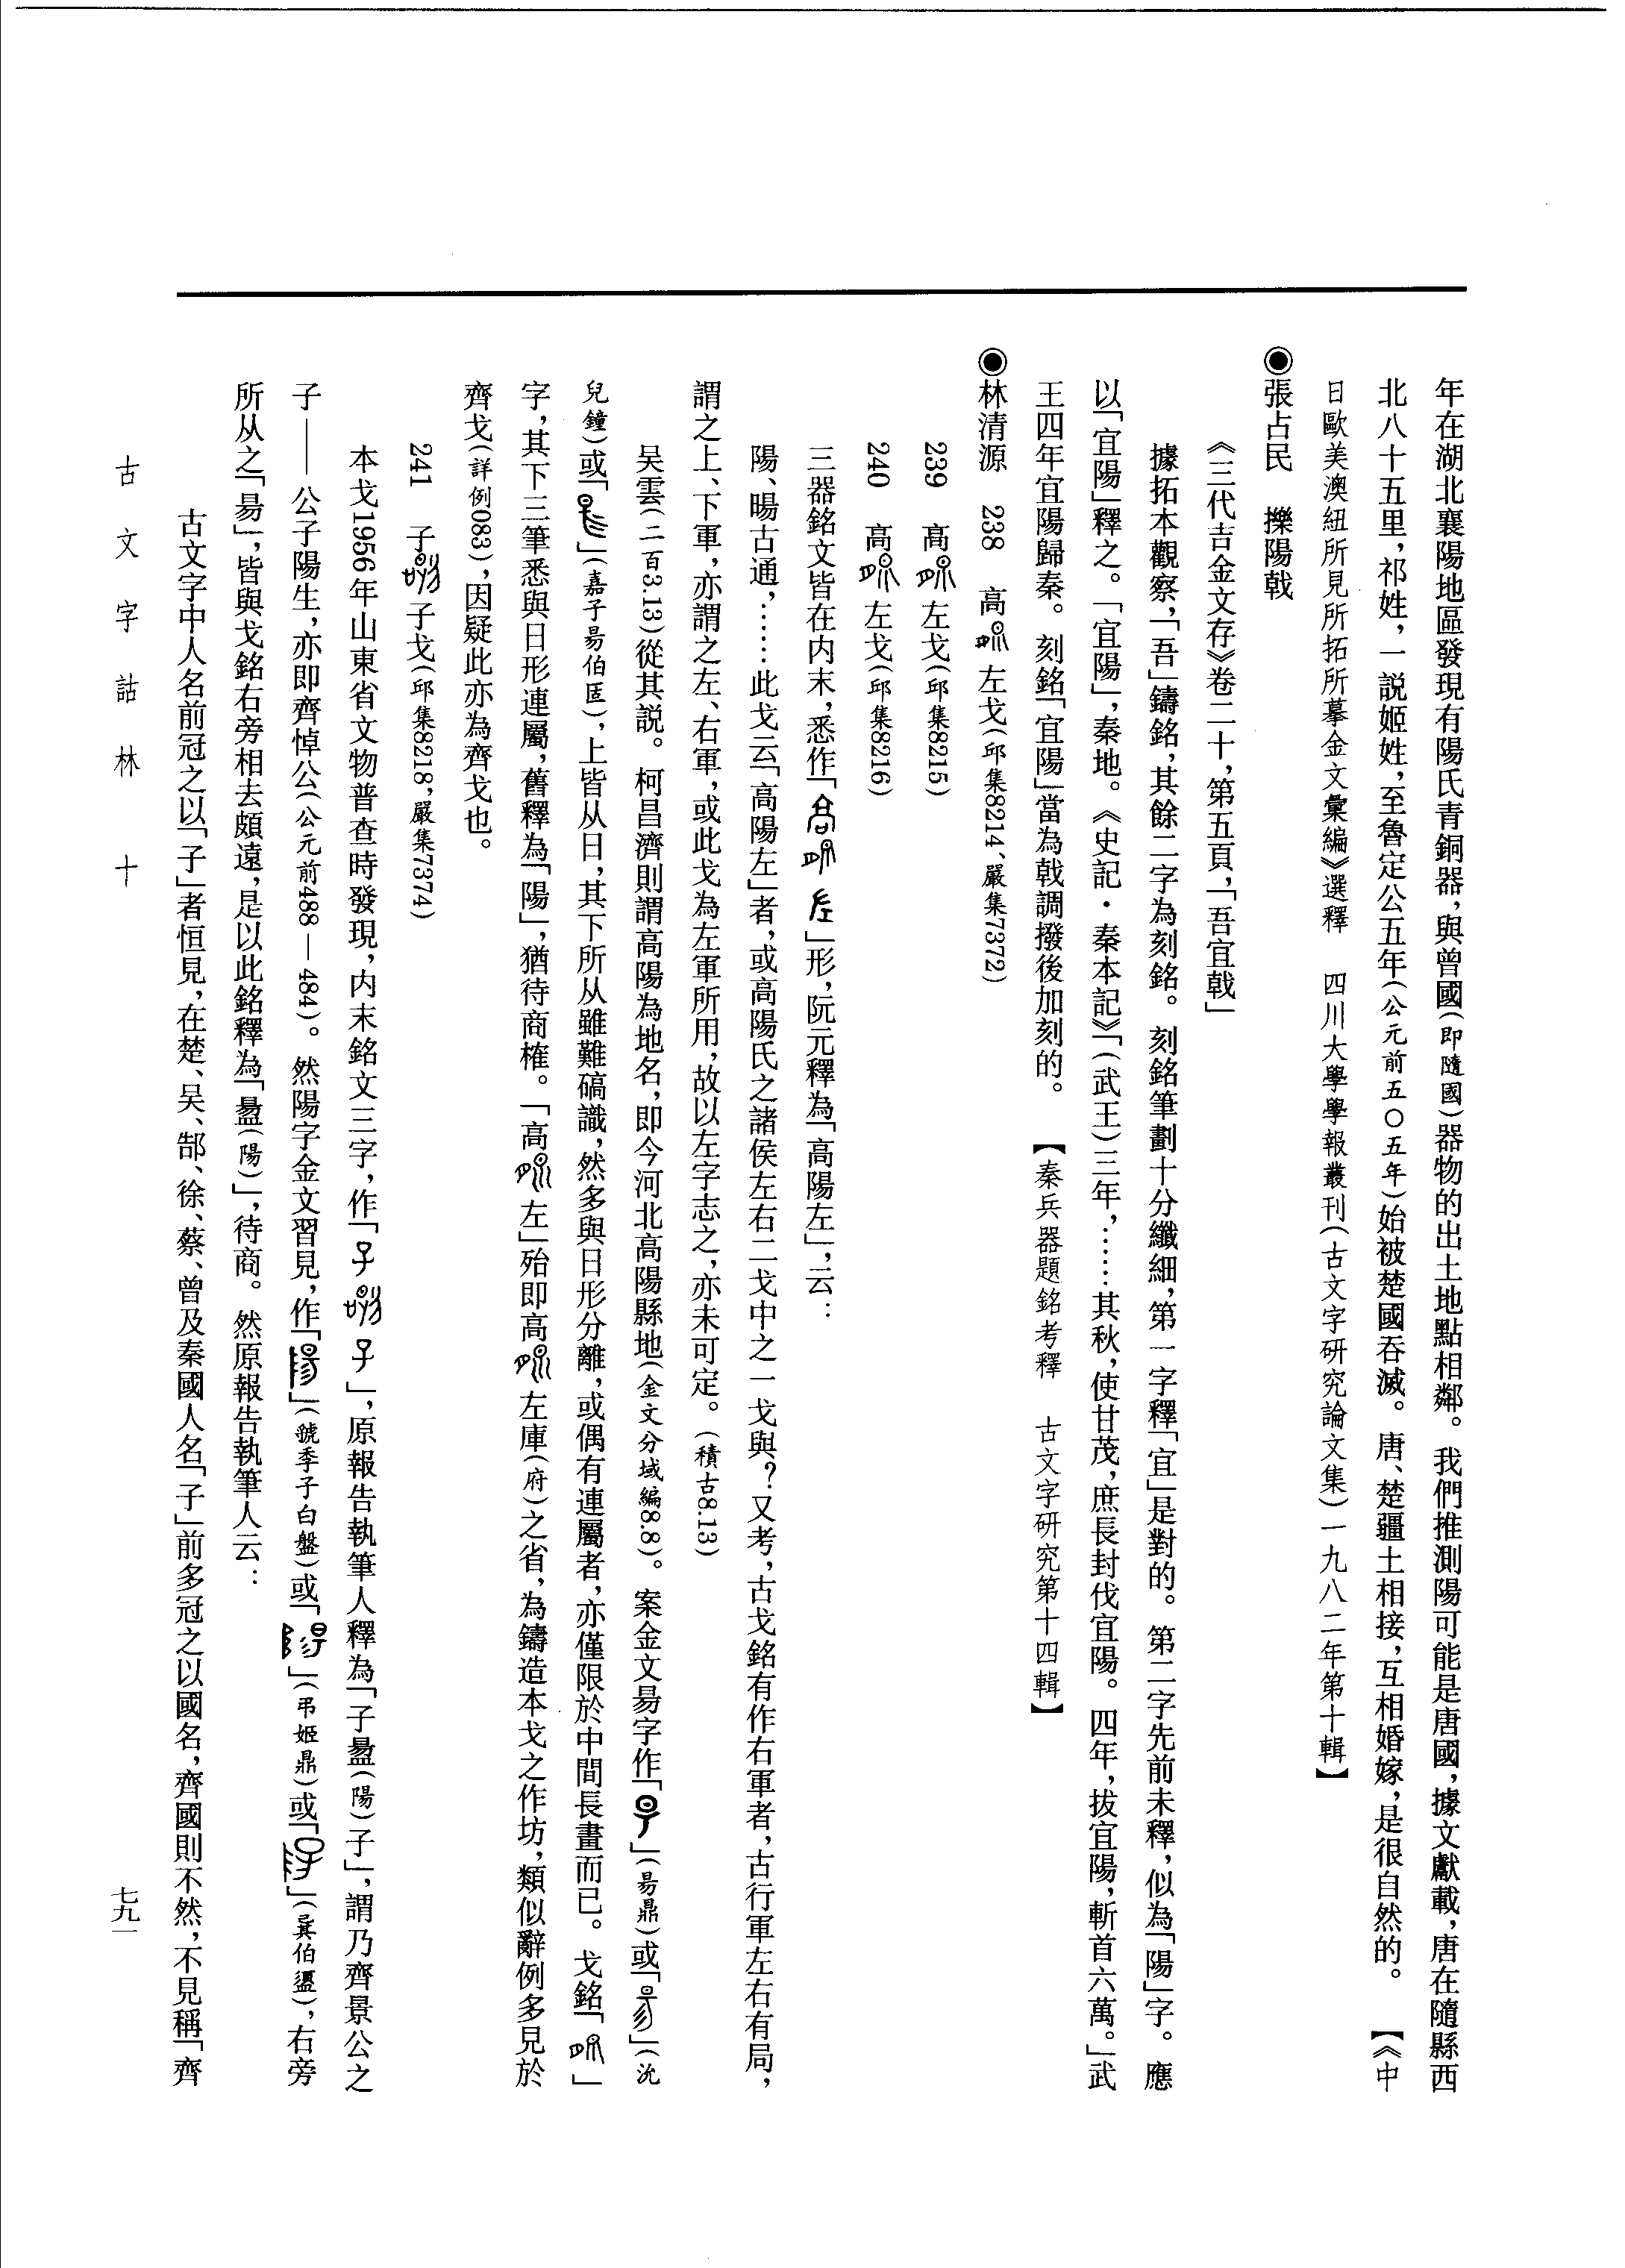 年在湖北襄陽地區發現有陽氏青銅器，與曾國（即隨國）器物的出土地點相鄰。我們推測陽可能是唐國，據文獻載，唐在隨縣西
北八十五里，祁姓，一説姬姓，至魯定公五年（公元前五〇五年）始被楚國吞滅。唐、楚疆土相接，互相婚嫁，是很自然的。【《中
日歐美澳紐所見所拓所摹金文彙編》選釋　四川大學學報叢刊（古文字研究論文集）一九八二年第十輯】
◉張占民　擽陽戟
《三代吉金文存》卷二十，第五頁，「吾宜戟」
據拓本觀察，「吾」鑄銘，其餘二字為刻銘。刻銘筆劃十分纖細，第一字釋「宜」是對的。第二字先前未釋，似為「陽」字。應
以「宜陽」釋之。「宜陽」，秦地。《史記·秦本記》「（武王）三年，……其秋，使甘茂，庶長封伐宜陽。四年，拔宜陽，斬首六萬。」武
王四年宜陽歸秦。刻銘「宜陽」當為戟調撥後加刻的。【秦兵器題銘考釋　古文字研究第十四輯】
◉林清源　238　高左戈（邱集8214、嚴集7372）
239　高左戈（邱集8215）
240　高左戈（邱集8216）
三器銘文皆在内末，悉作「」形，阮元釋為「高陽左」，云：
陽、暘古通，……此戈云「高陽左」者，或高陽氏之諸侯左右二戈中之一戈與？又考，古戈銘有作右軍者，古行軍左右有局，
謂之上、下軍，亦謂之左、右軍，或此戈為左軍所用，故以左字志之，亦未可定。（積古8.13）
吴雲（二百3.13）從其説。柯昌濟則謂高陽為地名，即今河北高陽縣地（金文分域編8.8）。案金文昜字作「」（昜鼎）或「」（沇
兒鐘）或「」（嘉子昜伯匜），上皆从日，其下所从雖難碻識，然多與日形分離，或偶有連屬者，亦僅限於中間長畫而已。戈銘「」
字，其下三筆悉與日形連屬，舊釋為「陽」，猶待商榷。「高左」殆即高左庫（府）之省，為鑄造本戈之作坊，類似辭例多見於
齊戈（詳例083），因疑此亦為齊戈也。
241　子子戈（邱集8218，嚴集7374）
本戈1956年山東省文物普查時發現，内末銘文三字，作「」，原報告執筆人釋為「子（陽）子」，謂乃齊景公之
子——公子陽生，亦即齊悼公（公元前488—484）。然陽字金文習見，作「」（虢季子白盤）或「」（弔姬鼎）或「」（㠱伯盨），右旁
所从之「昜」，皆與戈銘右旁相去頗遠，是以此銘釋為「（陽）」，待商。然原報告執筆人云：
古文字中人名前冠之以「子」者恒見，在楚、吴、郜、徐、蔡、曾及秦國人名「子」前多冠之以國名，齊國則不然，不見稱「齊
古文字詁林　十
七九一